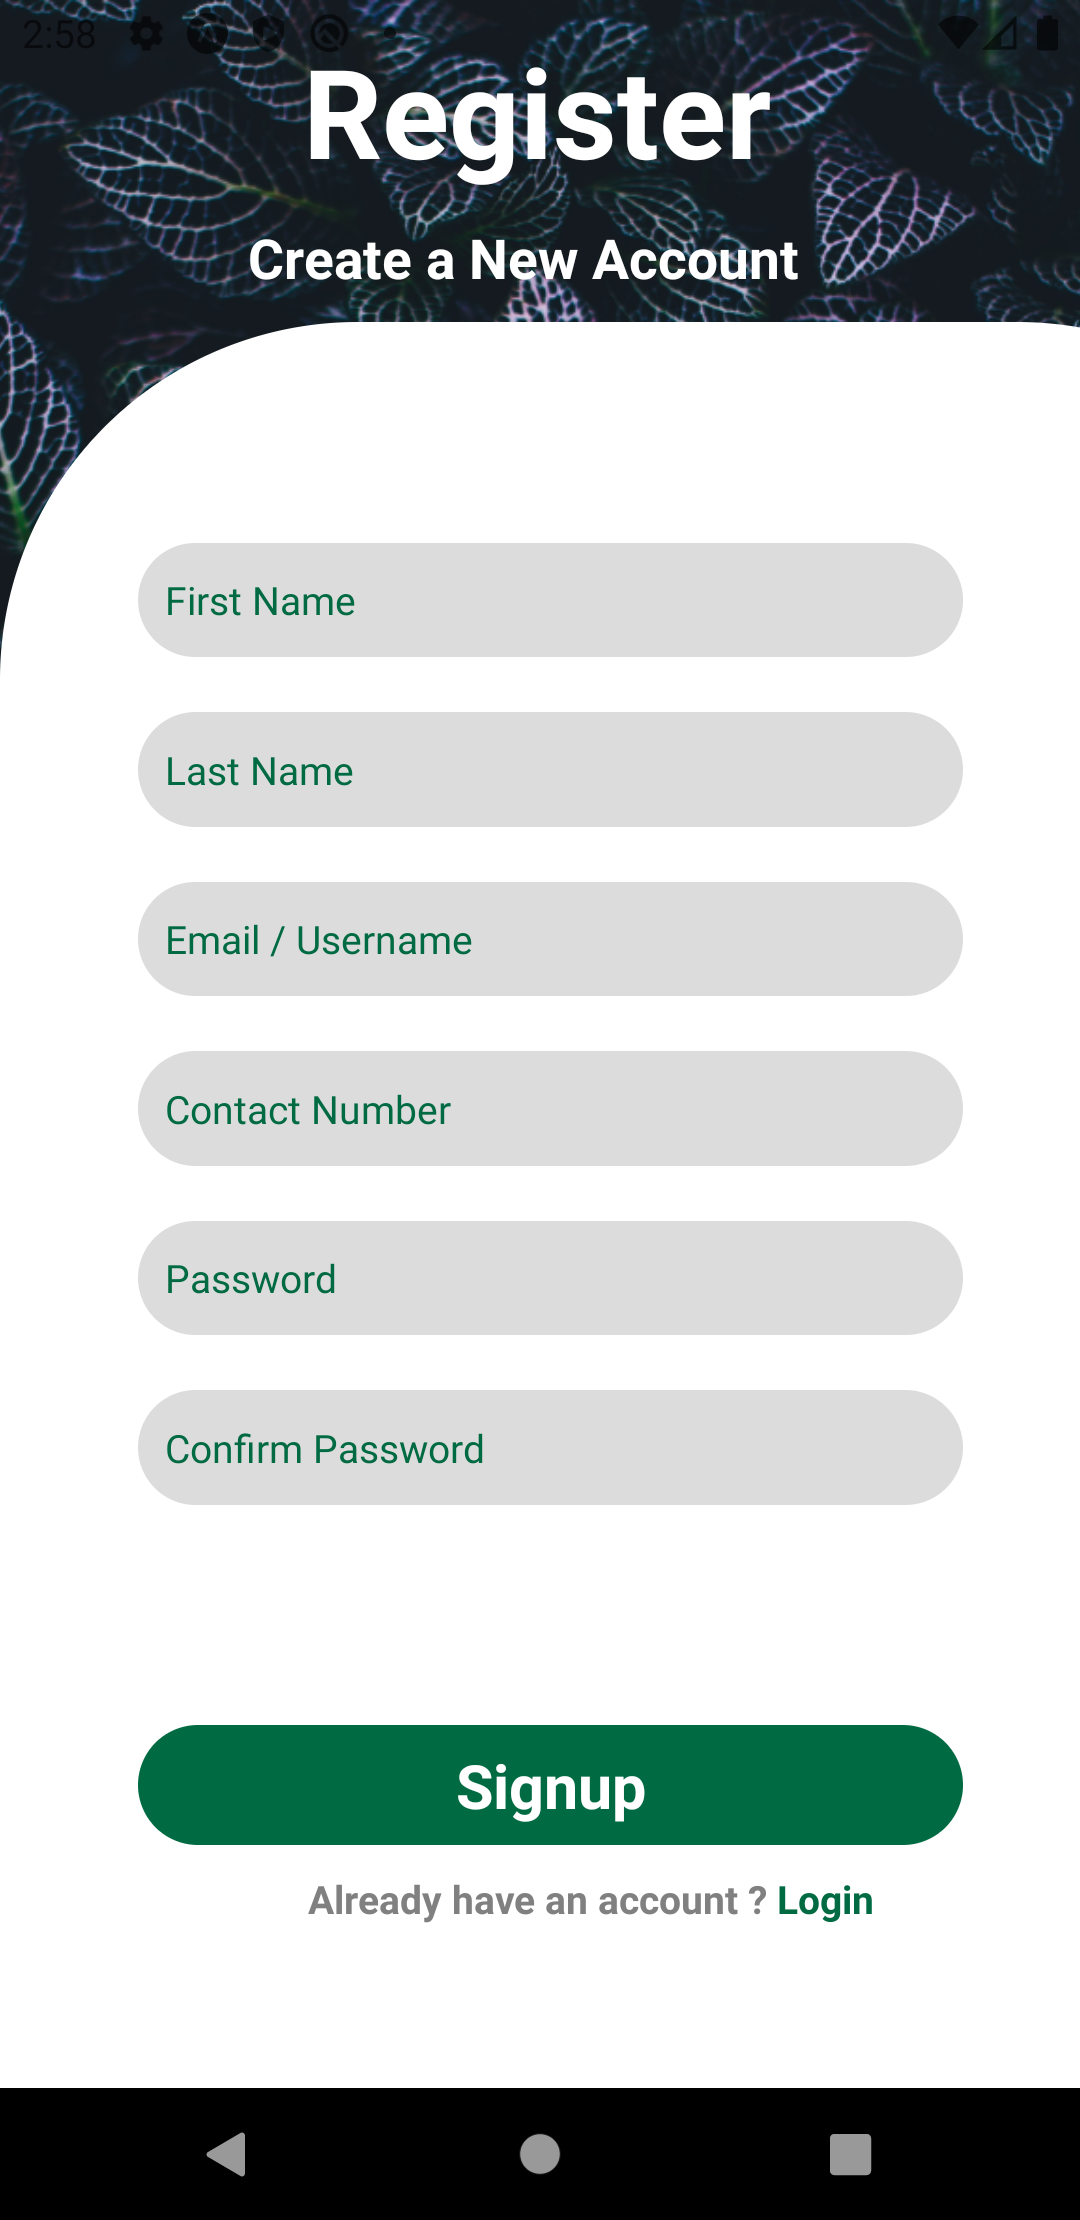 2:58
Register
Create a New Account
First Name
Last Name
Email / Username
Contact Number
Password
Confirm Password
Signup
Already have an account ? Login